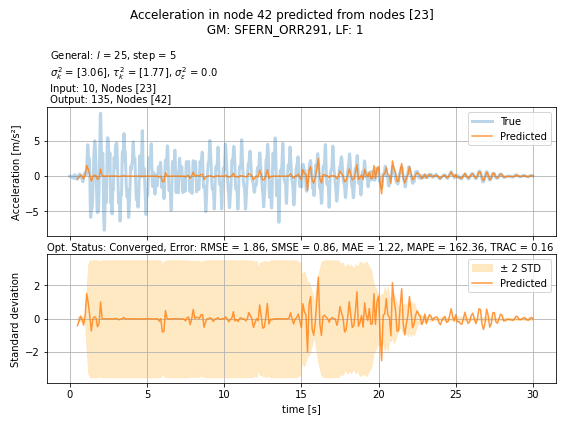 Acceleration in node 42 predicted from nodes [23]
GM: SFERN_ORR291, LF: 1
General: l = 25, step = 5
σ²ₖ = [3.06], τ²ₖ = [1.77], σ²ε = 0.0
Input: 10, Nodes [23]
Output: 135, Nodes [42]
True
Predicted
Acceleration [m/s²]
5
0
−5
Opt. Status: Converged, Error: RMSE = 1.86, SMSE = 0.86, MAE = 1.22, MAPE = 162.36, TRAC = 0.16
± 2 STD
Predicted
Standard deviation
2
0
−2
0 5 10 15 20 25 30
time [s]